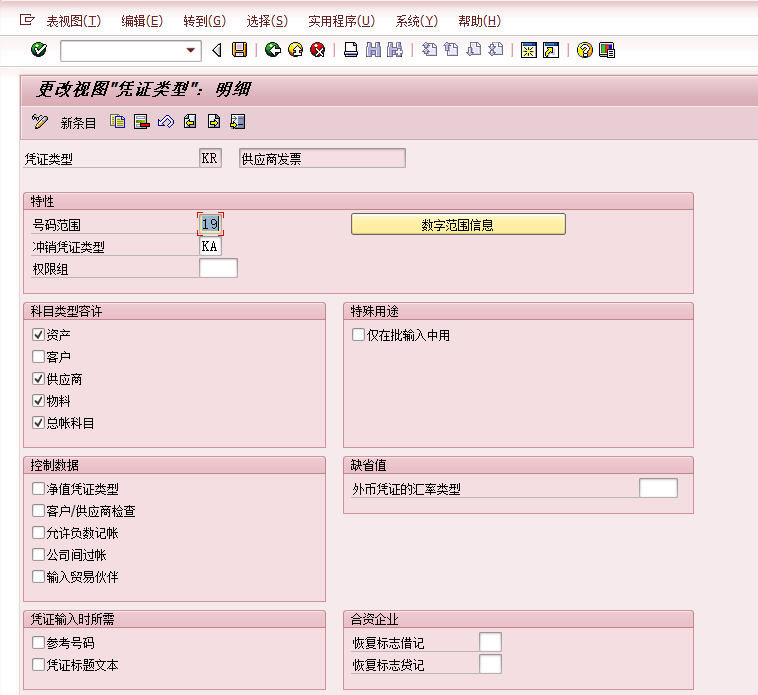 表视图(T) 编辑(E) 转到(G) 选择(S) 实用程序(U) 系统(Y) 帮助(H)
更改视图"凭证类型": 明细
新条目
凭证类型 KR 供应商发票
特性
号码范围 19 数字范围信息
冲销凭证类型 KA
权限组
科目类型容许 特殊用途
资产 仅在批输入中用
客户
供应商
物料
总帐科目
控制数据 缺省值
净值凭证类型 外币凭证的汇率类型
客户/供应商检查
允许负数记帐
公司间过帐
输入贸易伙伴
凭证输入时所需 合资企业
参考号码 恢复标志借记
凭证标题文本 恢复标志贷记